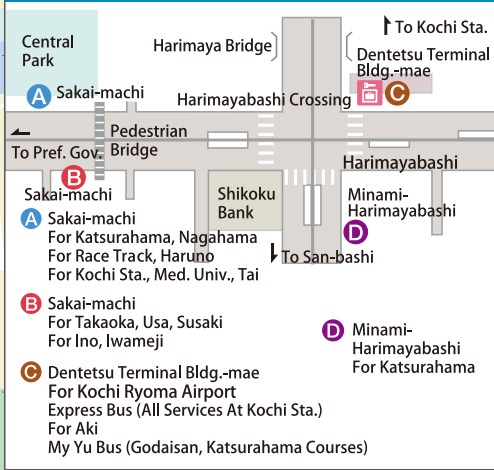 To Kochi Sta.
Central
Park
Harimaya Bridge
Dentetsu Terminal
Bldg.-mae
A Sakai-machi
Harimayabashi Crossing
C
To Pref. Gov.
Pedestrian
Bridge
Harimayabashi
B
Sakai-machi
Shikoku
Bank
Minami-
Harimayabashi
D
To San-bashi
A Sakai-machi
For Katsurahama, Nagahama
For Race Track, Haruno
For Kochi Sta., Med. Univ., Tai
B Sakai-machi
For Takaoka, Usa, Susaki
For Ino, Iwameji
C Dentetsu Terminal Bldg.-mae
For Kochi Ryoma Airport
Express Bus (All Services At Kochi Sta.)
For Aki
My Yu Bus (Godaisan, Katsurahama Courses)
D Minami-
Harimayabashi
For Katsurahama